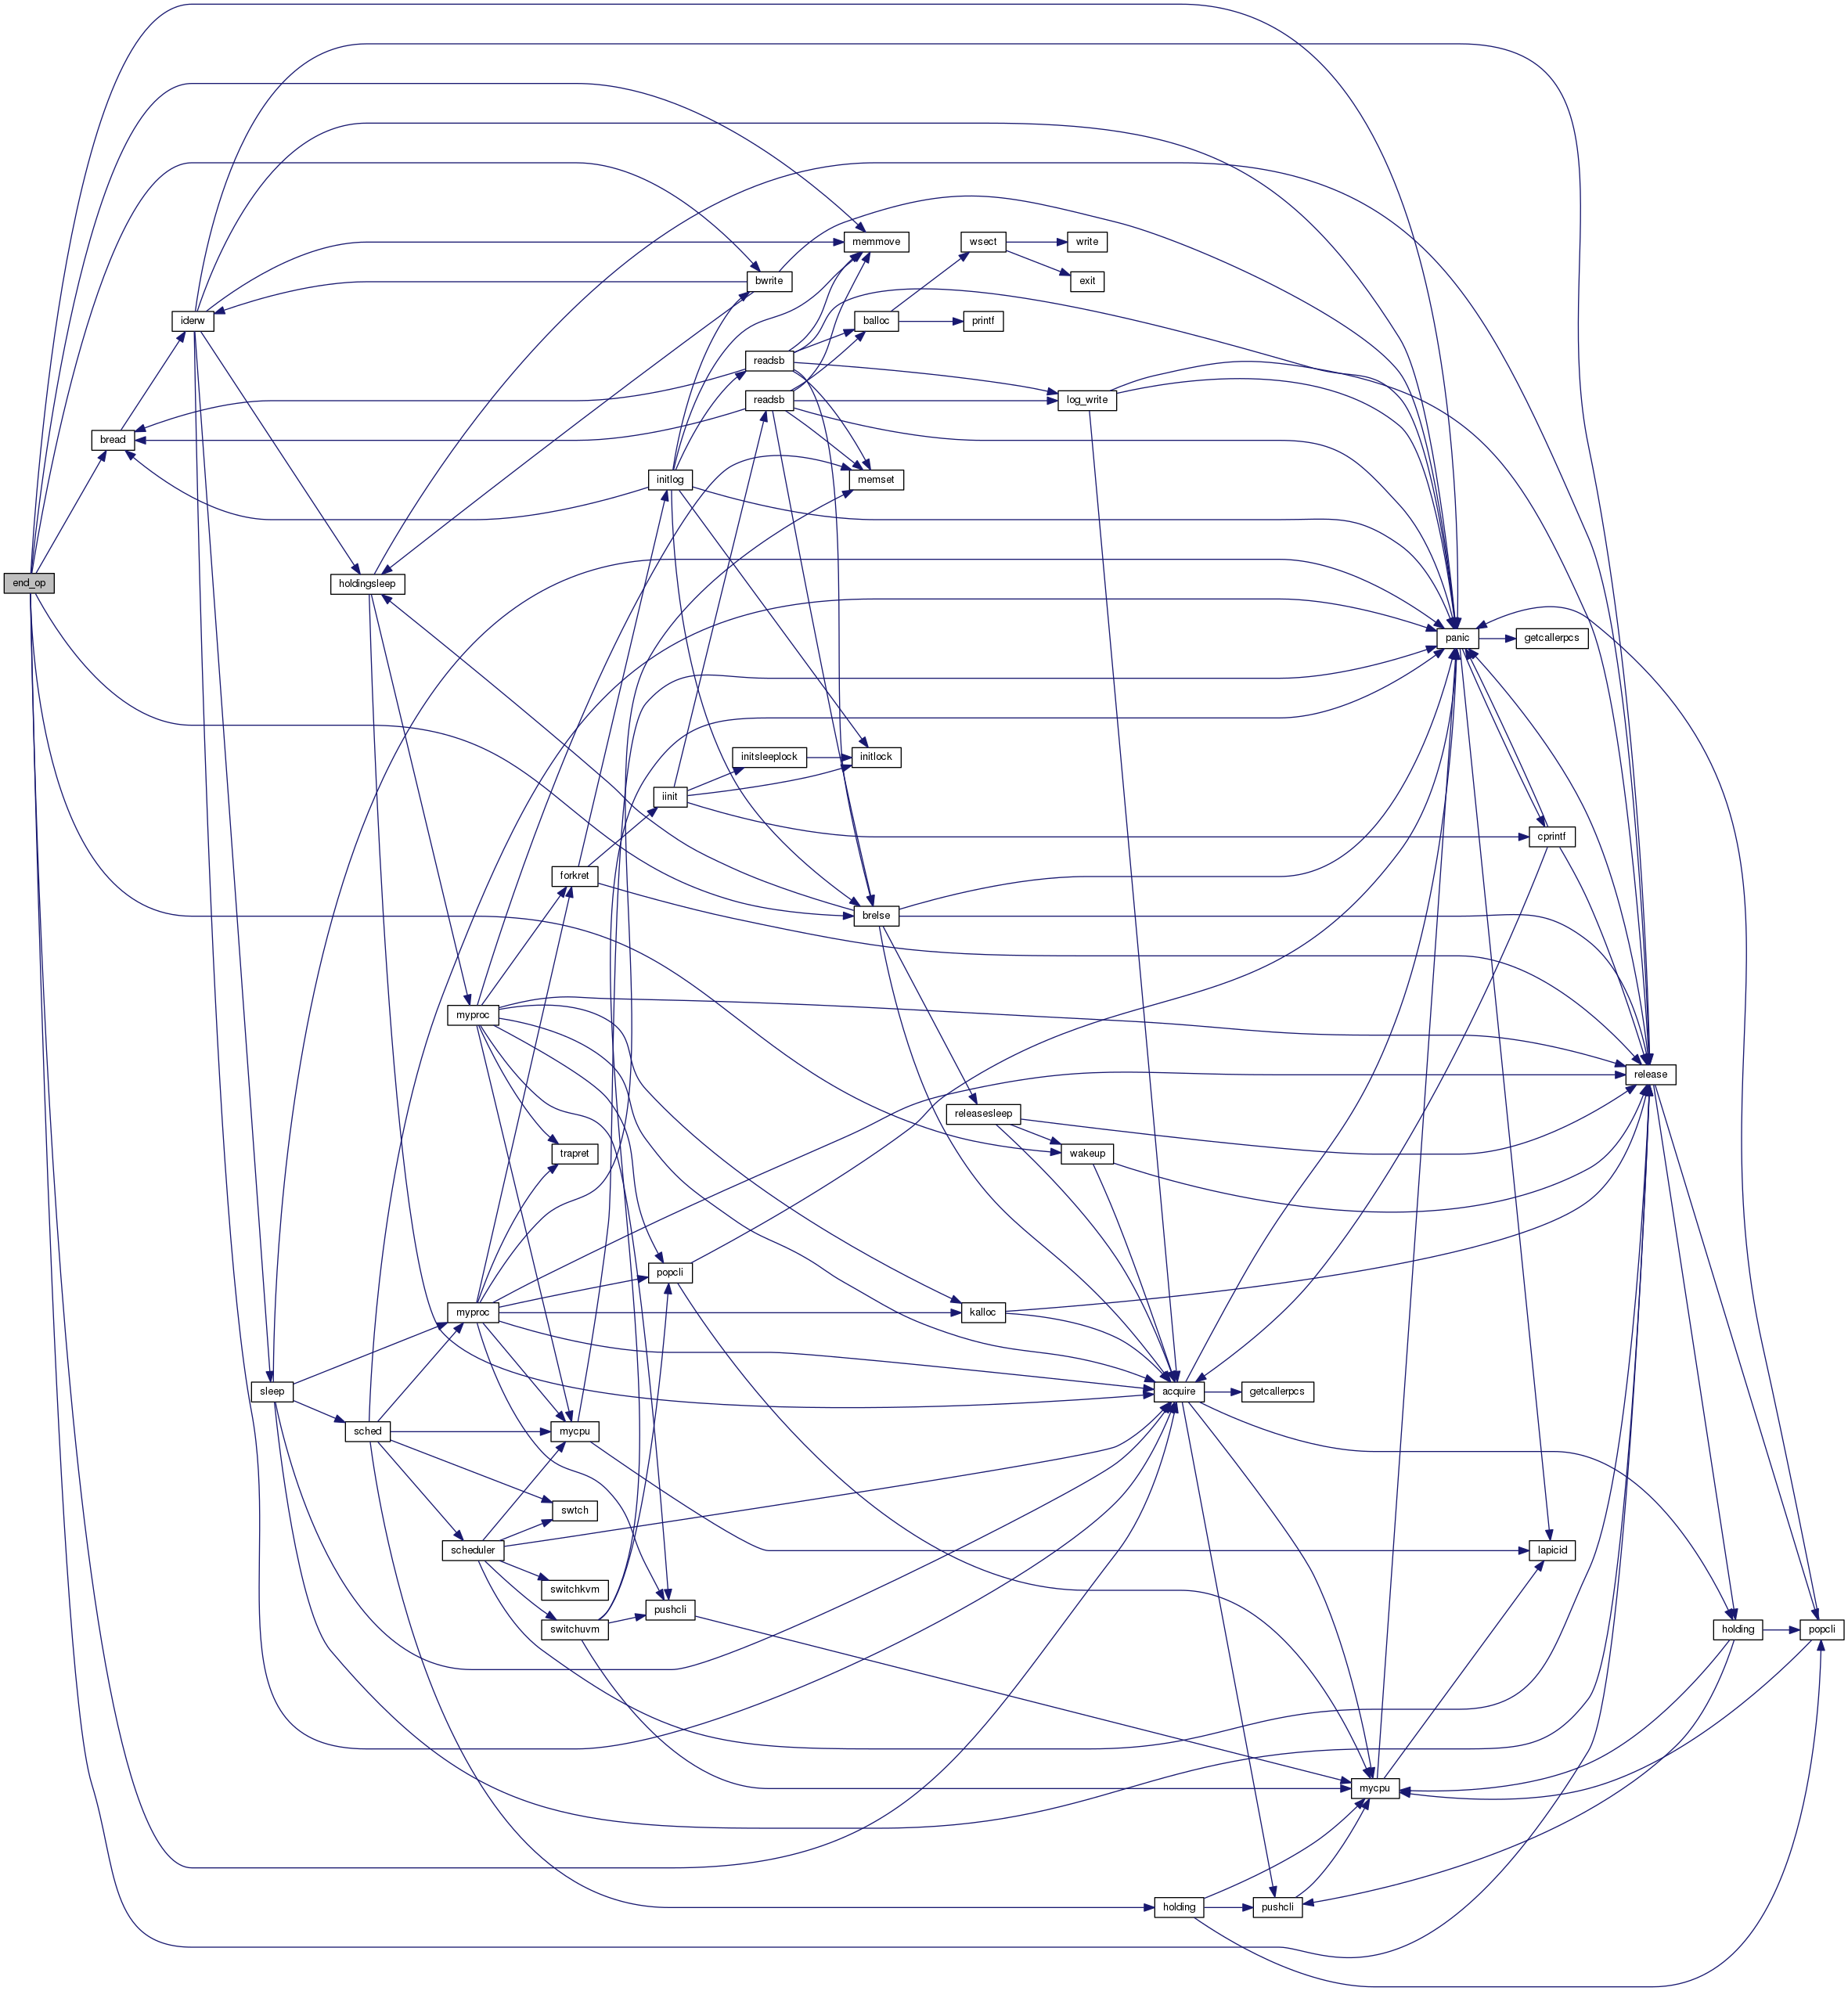 memmove
wsect
write
bwrite
exit
iderw
balloc
printf
readsb
readsb
log_write
bread
initlog
memset
end_op
holdingsleep
panic
getcallerpcs
initsleeplock
initlock
iinit
cprintf
forkret
brelse
myproc
release
releasesleep
trapret
wakeup
popcli
myproc
kalloc
sleep
acquire
getcallerpcs
sched
mycpu
swtch
scheduler
lapicid
switchkvm
pushcli
switchuvm
holding
popcli
mycpu
holding
pushcli